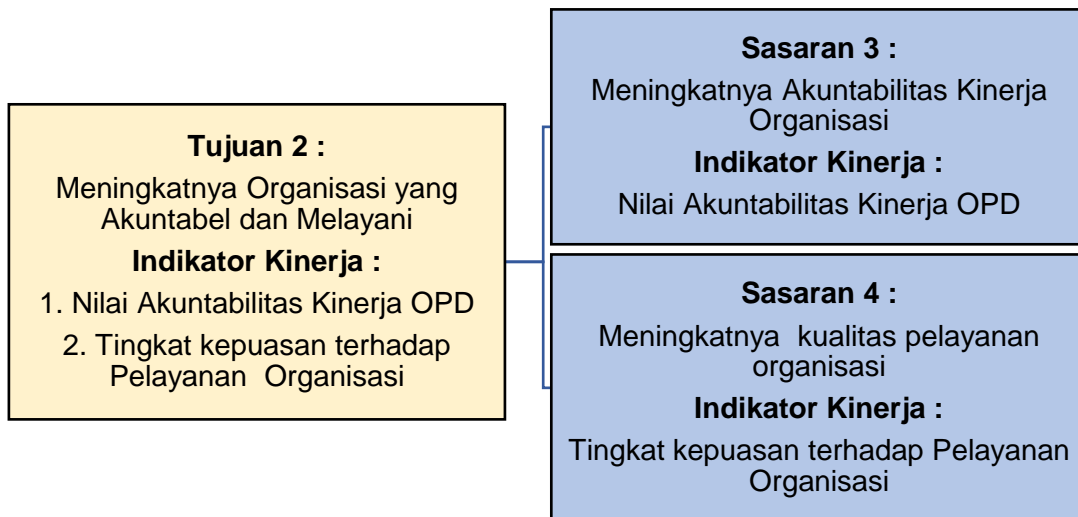 Tujuan 2 :
Meningkatnya Organisasi yang
Akuntabel dan Melayani
Indikator Kinerja :
1. Nilai Akuntabilitas Kinerja OPD
2. Tingkat kepuasan terhadap
Pelayanan Organisasi
Sasaran 3 :
Meningkatnya Akuntabilitas Kinerja
Organisasi
Indikator Kinerja :
Nilai Akuntabilitas Kinerja OPD
Sasaran 4 :
Meningkatnya kualitas pelayanan
organisasi
Indikator Kinerja :
Tingkat kepuasan terhadap Pelayanan
Organisasi